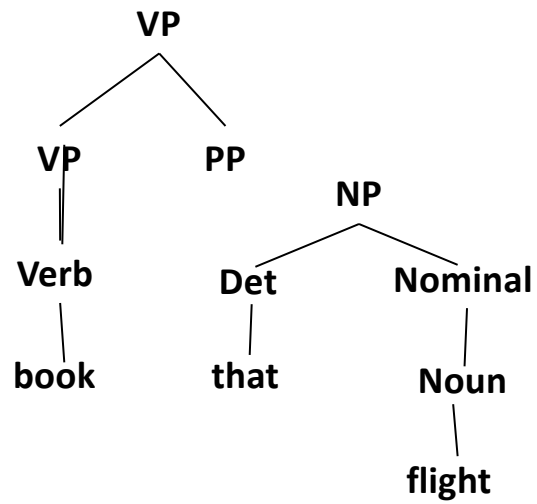 VP
VP PP
NP
Verb Det Nominal
book that Noun
flight